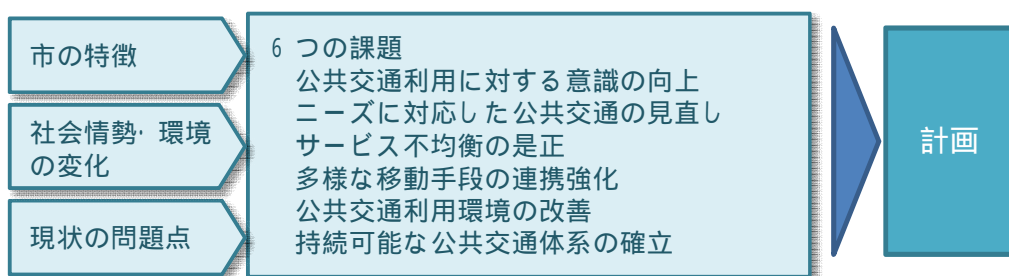 市の特徴
社会情勢・環境
の変化
現状の問題点
6 つの課題
公共交通利用に対する意識の向上
ニーズに対応した公共交通の見直し
サービス不均衡の是正
多様な移動手段の連携強化
公共交通利用環境の改善
持続可能な公共交通体系の確立
計画